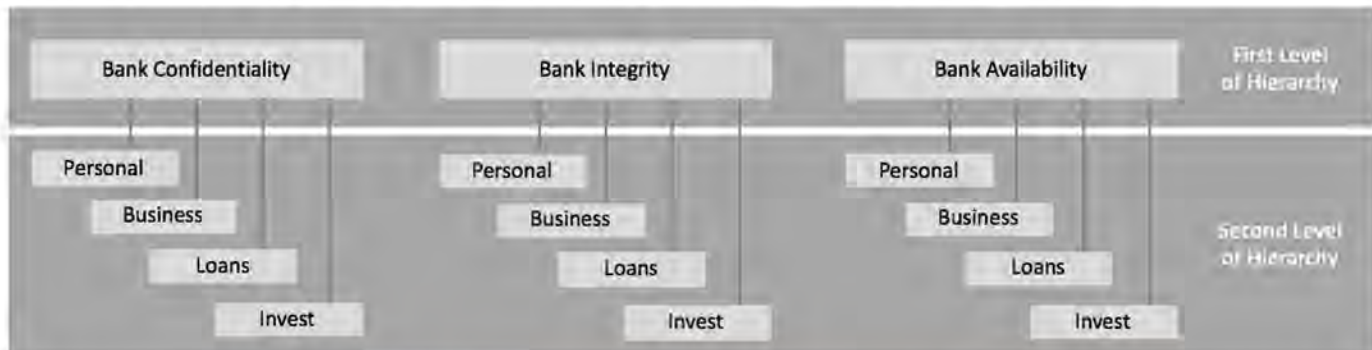 Bank Confidentiality
Bank Integrity
Bank Availability
First Level
of Hierarchy
Personal
Personal
Personal
Business
Business
Business
Second Level
of Hierarchy
Loans
Loans
Loans
Invest
Invest
Invest